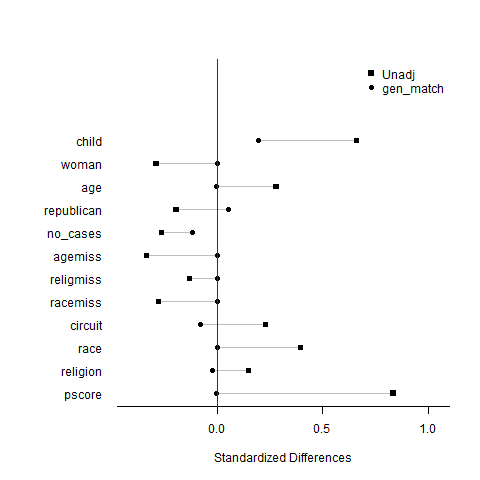 Unadj
gen_match
child
woman
age
republican
no_cases
agemiss
religmiss
racemiss
circuit
race
religion
pscore
0.0 0.5 1.0
Standardized Differences